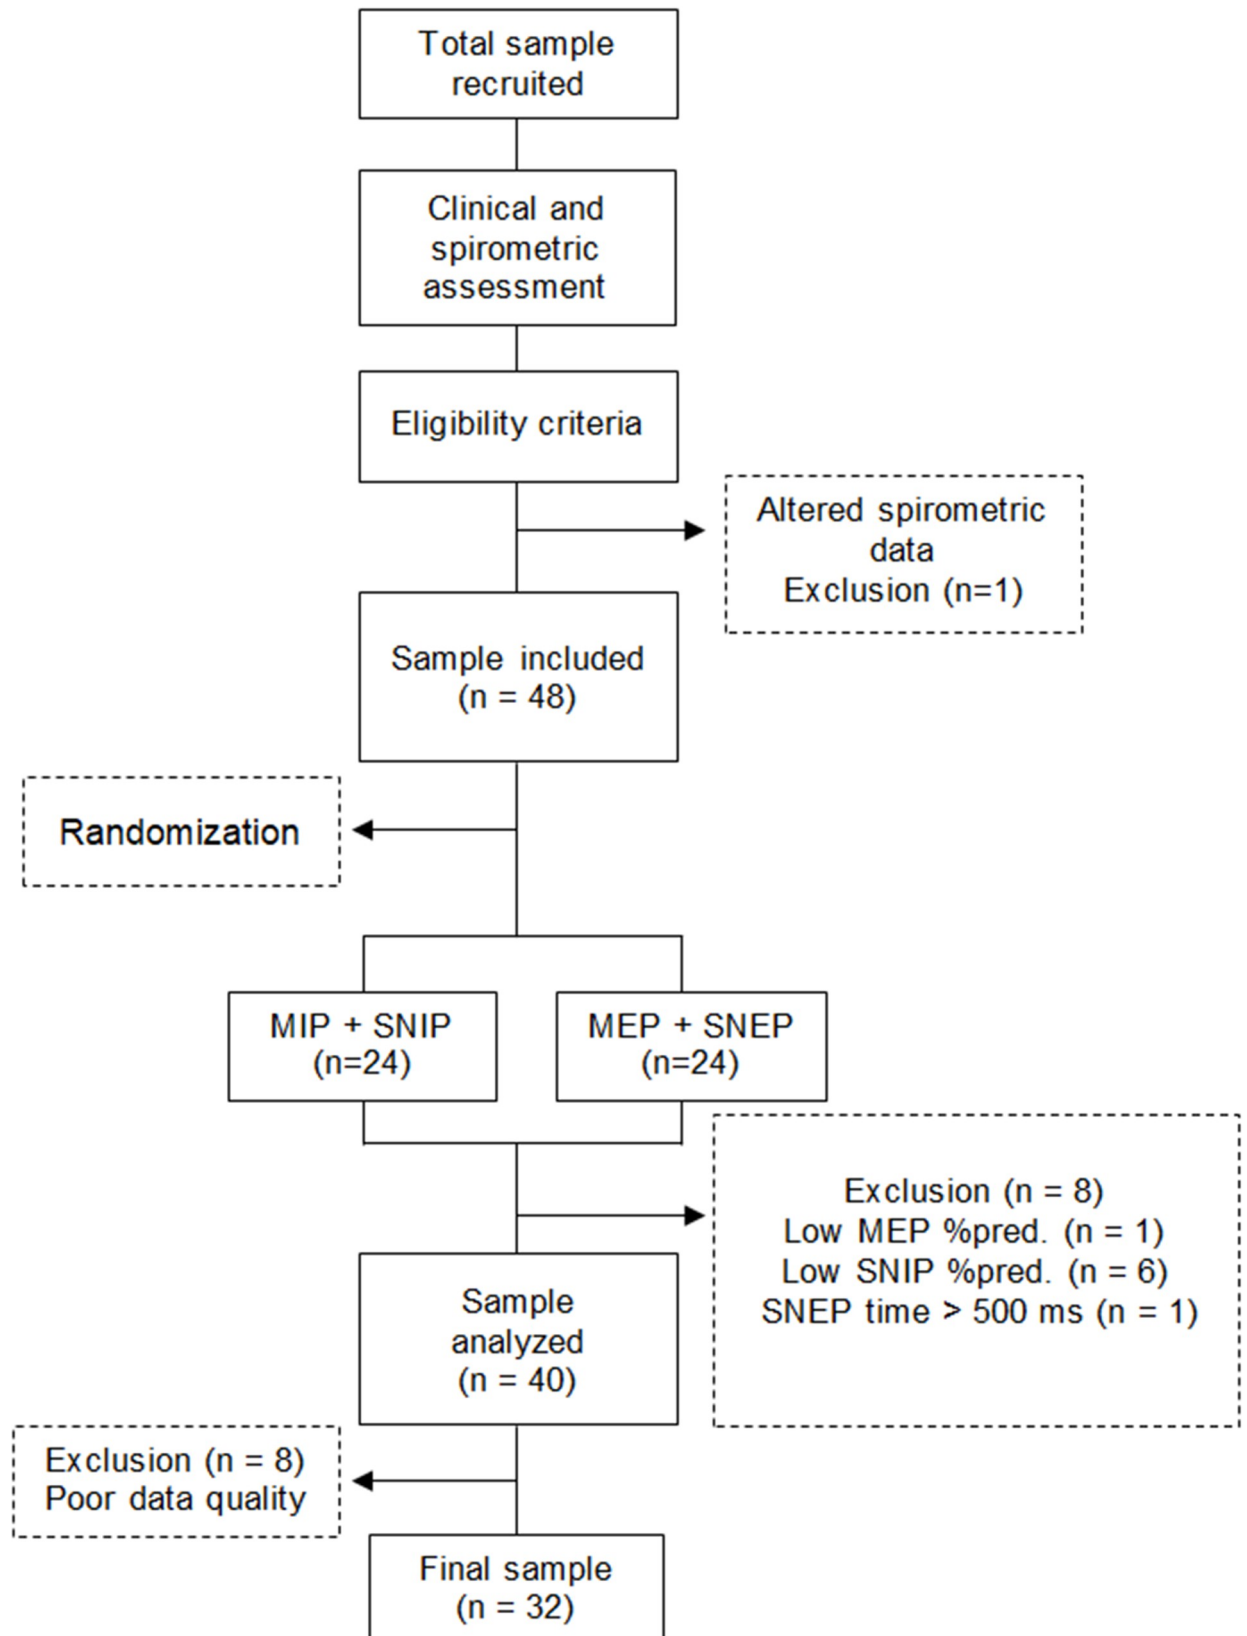 Total sample
recruited
Clinical and
spirometric
assessment
Eligibility criteria
Altered spirometric
data
Exclusion (n=1)
Sample included
(n = 48)
Randomization
MIP + SNIP
(n=24)
MEP + SNEP
(n=24)
Exclusion (n = 8)
Low MEP %pred. (n = 1)
Low SNIP %pred. (n = 6)
SNEP time > 500 ms (n = 1)
Sample
analyzed
(n = 40)
Exclusion (n = 8)
Poor data quality
Final sample
(n = 32)